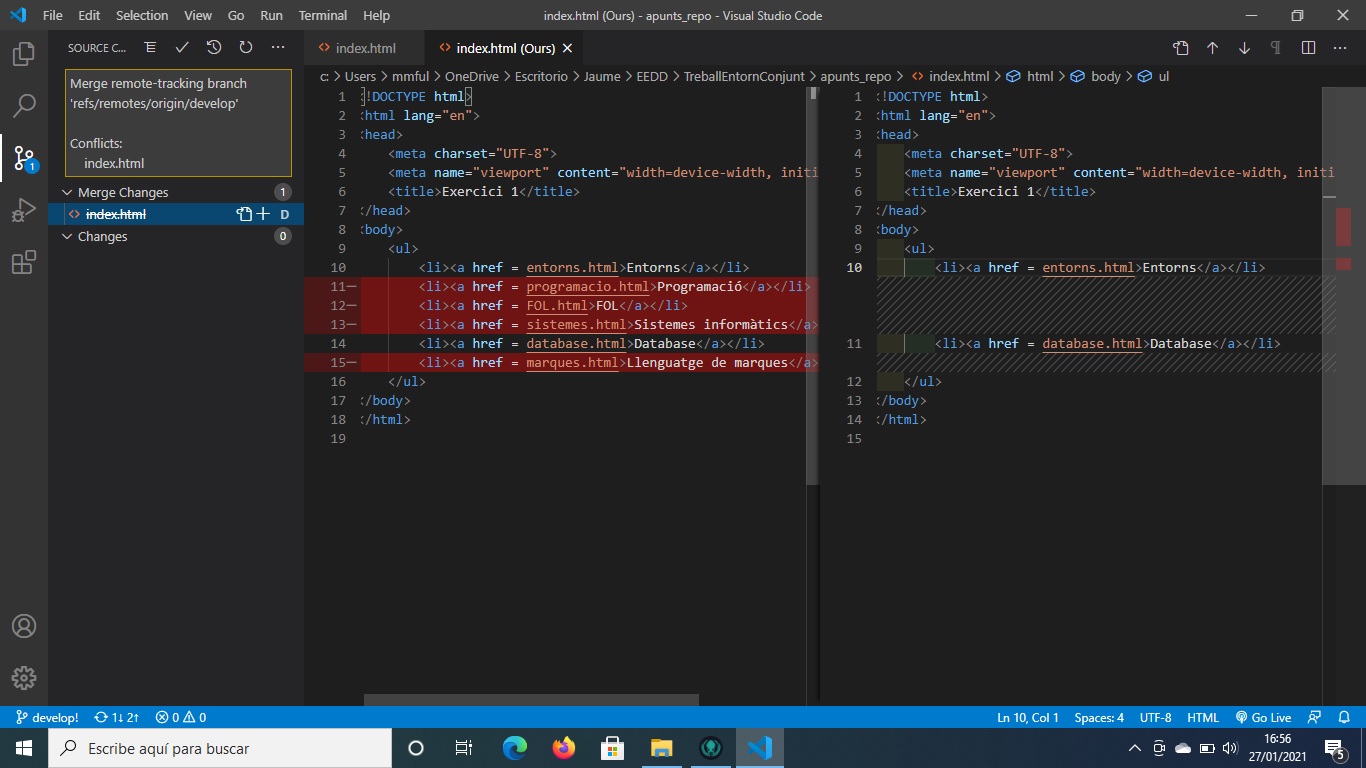 File Edit Selection View Go Run Terminal Help index.html (Ours) - apunts_repo - Visual Studio Code
SOURCE C...
Merge remote-tracking branch
'refs/remotes/origin/develop'
Conflicts:
index.html
Merge Changes 1
index.html D
Changes 0
1
index.html index.html (Ours)
c: > Users > mmful > OneDrive > Escritorio > Jaume > EEDD > TreballEntornConjunt > apunts_repo > index.html > html > body > ul
1 <!DOCTYPE html>
2 <html lang="en">
3 <head>
4 <meta charset="UTF-8">
5 <meta name="viewport" content="width=device-width, initi
6 <title>Exercici 1</title>
7 </head>
8 <body>
9 <ul>
10 <li><a href = entorns.html>Entorns</a></li>
11− <li><a href = programacio.html>Programació</a></li>
12− <li><a href = FOL.html>FOL</a></li>
13− <li><a href = sistemes.html>Sistemes informàtics</a>
14 <li><a href = database.html>Database</a></li>
15− <li><a href = marques.html>Llenguatge de marques</a>
16 </ul>
17 </body>
18 </html>
19
1 <!DOCTYPE html>
2 <html lang="en">
3 <head>
4 <meta charset="UTF-8">
5 <meta name="viewport" content="width=device-width, initi
6 <title>Exercici 1</title>
7 </head>
8 <body>
9 <ul>
10 <li><a href = entorns.html>Entorns</a></li>
11 <li><a href = database.html>Database</a></li>
12 </ul>
13 </body>
14 </html>
15
develop! 1↓ 2↑ 0 0 Ln 10, Col 1 Spaces: 4 UTF-8 HTML Go Live
Escribe aquí para buscar
16:56
27/01/2021
5